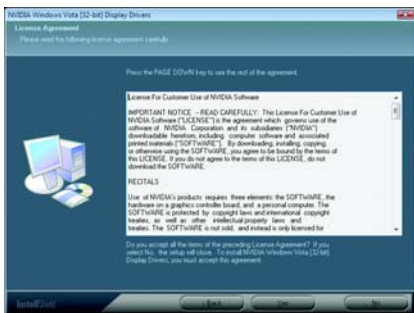 NVIDIA Windows Vista [32-bit] Display Drivers
License Agreement
Please read the following license agreement carefully.
Press the PAGE DOWN key to see the rest of the agreement.
License For Customer Use of NVIDIA Software
IMPORTANT NOTICE -- READ CAREFULLY: This License For Customer Use of
NVIDIA Software ("LICENSE") is the agreement which governs use of the
software of NVIDIA Corporation and its subsidiaries ("NVIDIA")
downloadable herefrom, including computer software and associated
printed materials ("SOFTWARE"). By downloading, installing, copying,
or otherwise using the SOFTWARE, you agree to be bound by the terms of
this LICENSE. If you do not agree to the terms of this LICENSE, do not
download the SOFTWARE.
RECITALS
Use of NVIDIA's products requires three elements: the SOFTWARE, the
hardware on a graphics controller board, and a personal computer. The
SOFTWARE is protected by copyright laws and international copyright
treaties, as well as other intellectual property laws and
treaties. The SOFTWARE is not sold, and instead is only licensed for
Do you accept all the terms of the preceding License Agreement? If you
select No, the setup will close. To install NVIDIA Windows Vista [32-bit]
Display Drivers, you must accept this agreement.
InstallShield
< Back
Yes
No